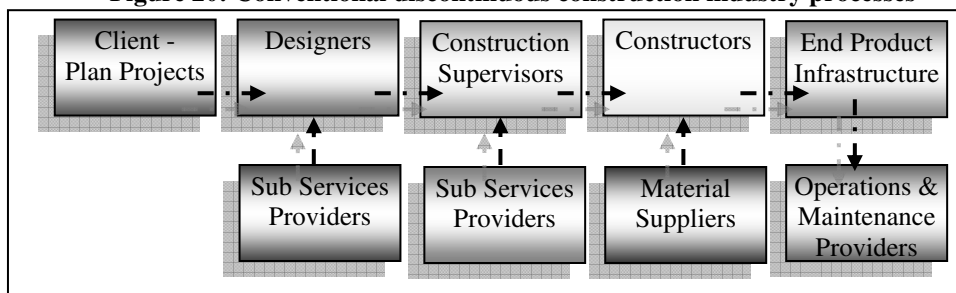 Figure 20: Conventional discontinuous construction industry processes
Client -
Plan Projects
Designers
Construction
Supervisors
Constructors
End Product
Infrastructure
Sub Services
Providers
Sub Services
Providers
Material
Suppliers
Operations &
Maintenance
Providers